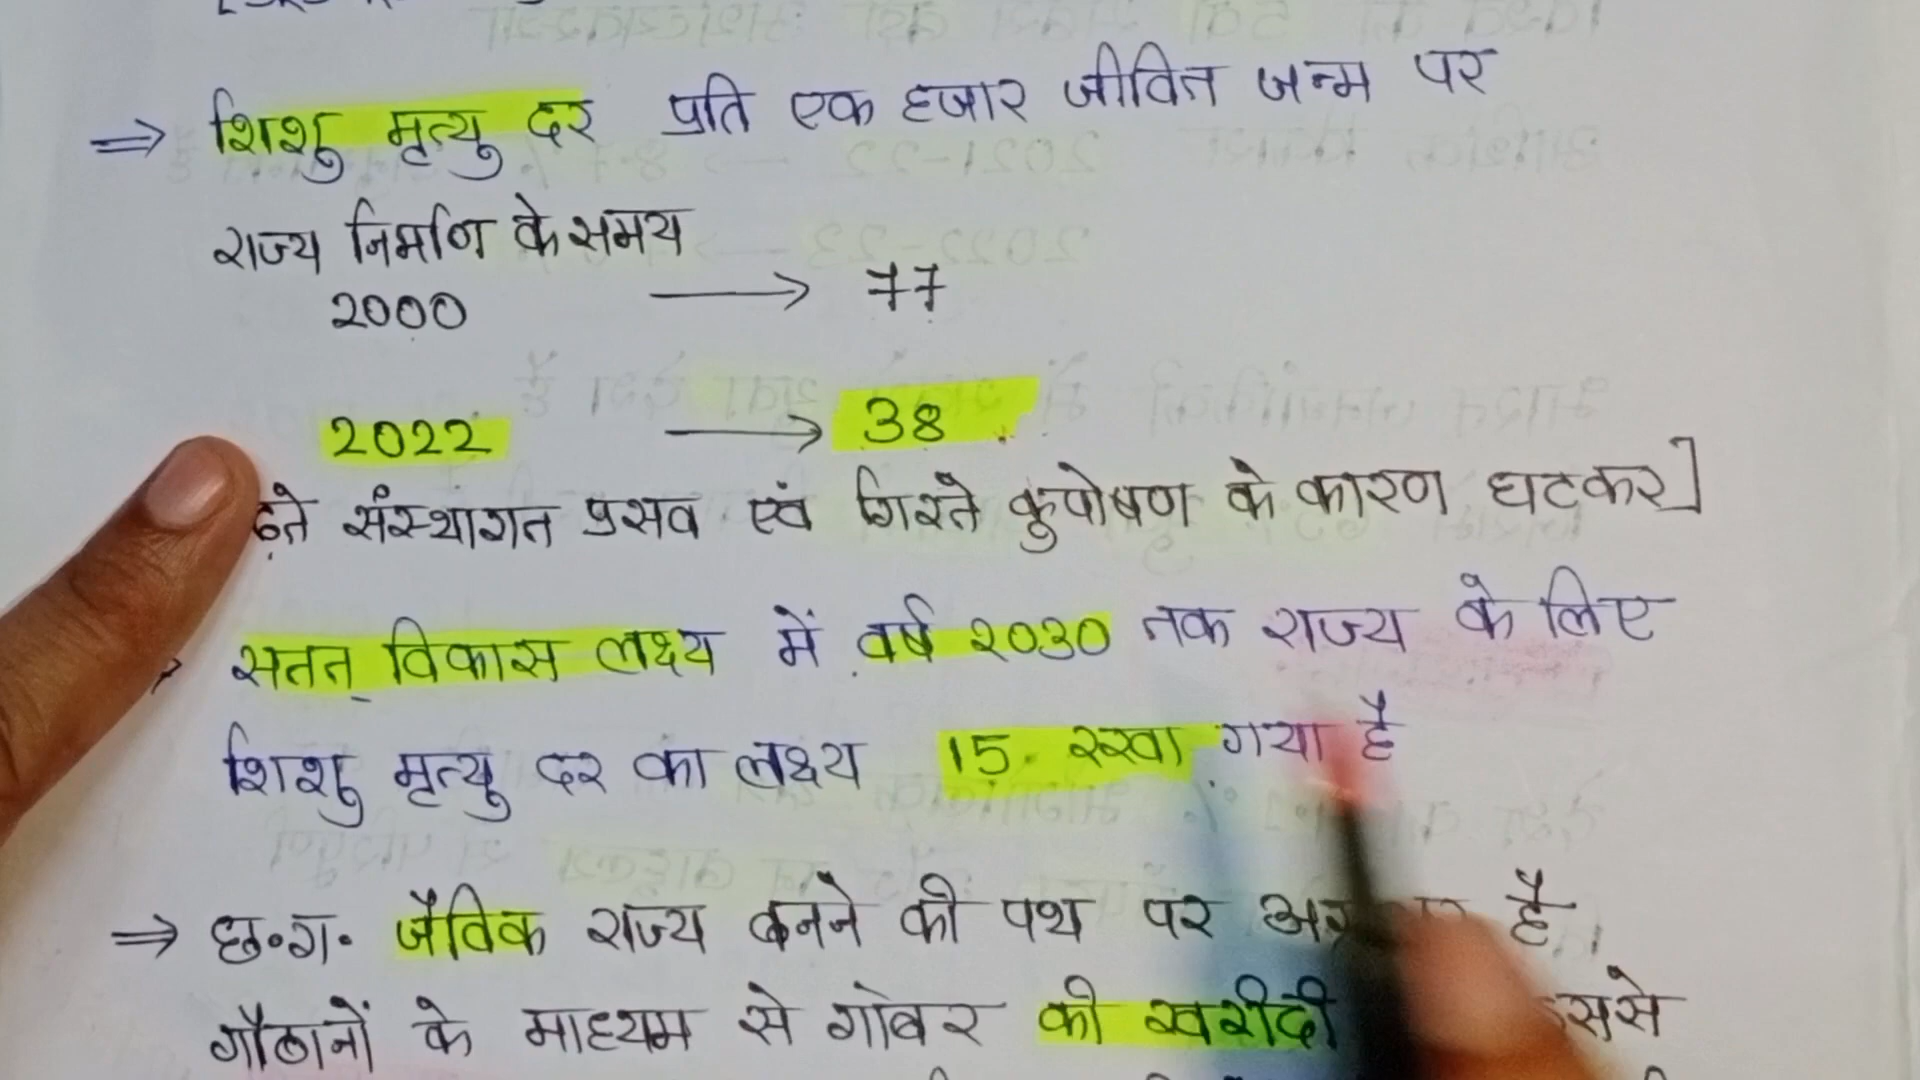 ⇒ शिशु मृत्यु दर प्रति एक हजार जीवित जन्म पर
राज्य निर्माण के समय
2000 → 77
2022 → 38
ढ़ते संस्थागत प्रसव एवं गिरते कुपोषण के कारण घटकर]
सतत् विकास लक्ष्य में वर्ष 2030 तक राज्य के लिए
शिशु मृत्यु दर का लक्ष्य 15 रखा गया है
⇒ छ.ग. जैविक राज्य बनने की पथ पर है
गौठानों के माध्यम से गोबर की खरीदी